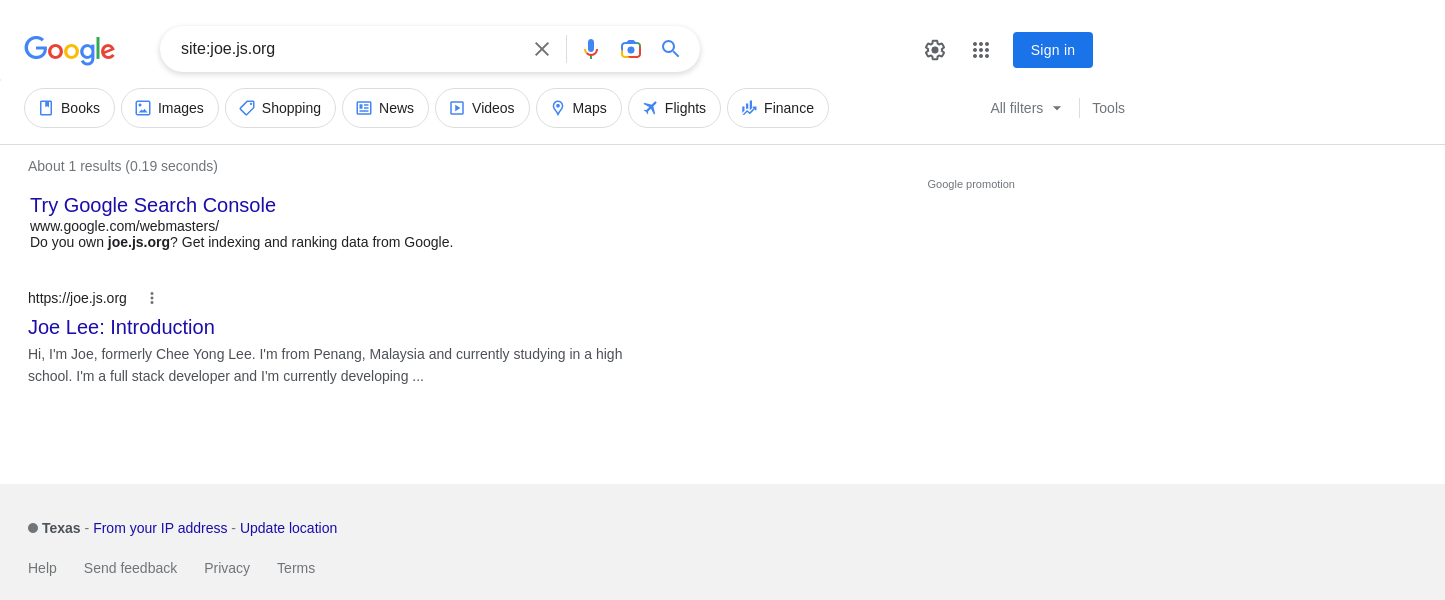 Google
site:joe.js.org
Sign in
Books
Images
Shopping
News
Videos
Maps
Flights
Finance
All filters
Tools
About 1 results (0.19 seconds)
Google promotion
Try Google Search Console
www.google.com/webmasters/
Do you own joe.js.org? Get indexing and ranking data from Google.
https://joe.js.org
Joe Lee: Introduction
Hi, I'm Joe, formerly Chee Yong Lee. I'm from Penang, Malaysia and currently studying in a high
school. I'm a full stack developer and I'm currently developing ...
Texas - From your IP address - Update location
Help
Send feedback
Privacy
Terms